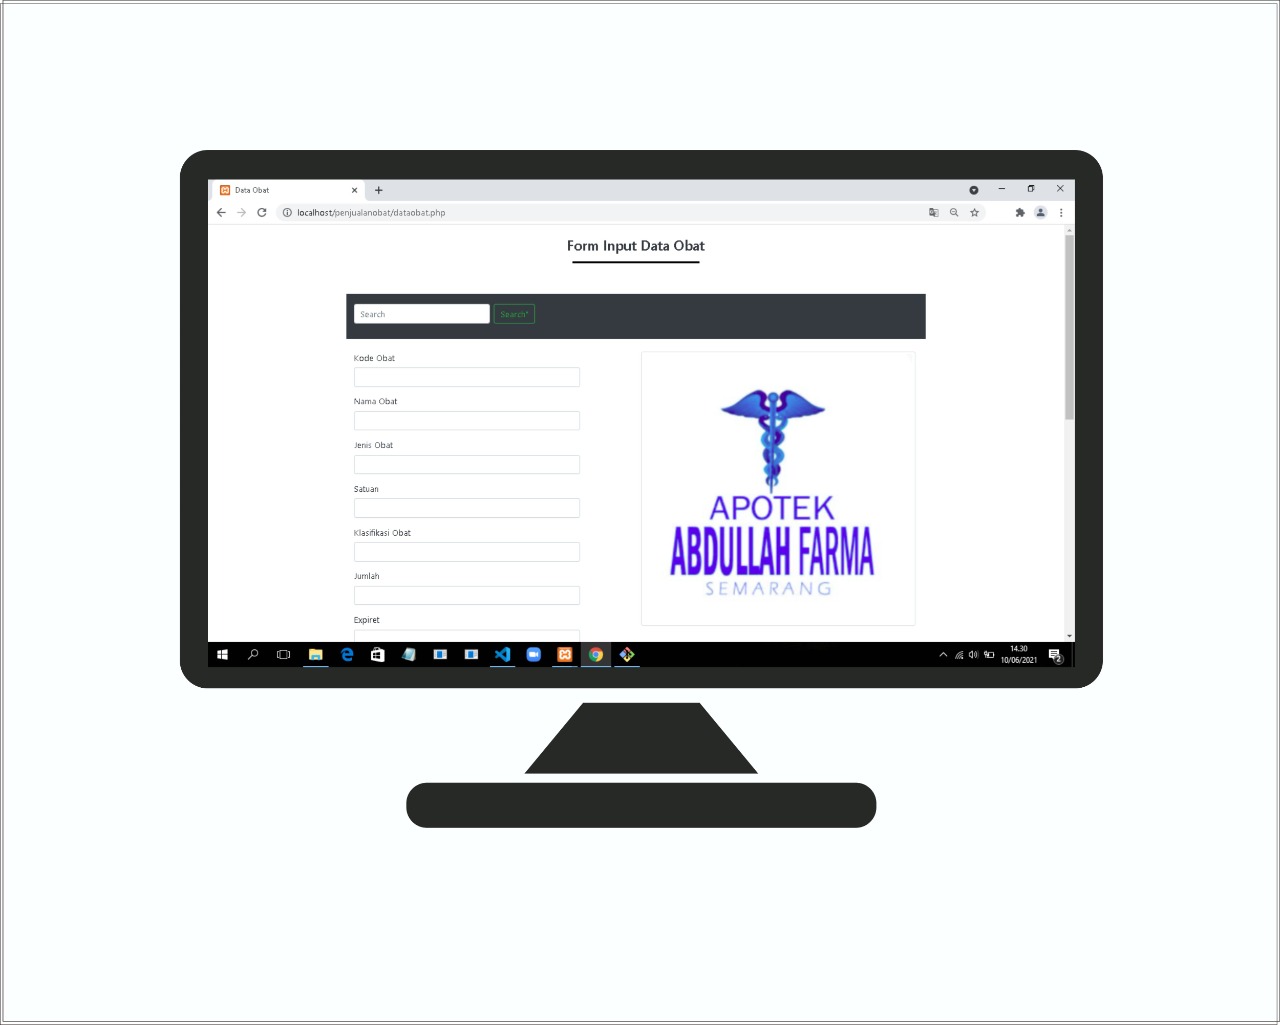 Data Obat
localhost/penjualanobat/dataobat.php
Form Input Data Obat
Search
Search"
Kode Obat
Nama Obat
Jenis Obat
Satuan
Klasifikasi Obat
Jumlah
Expiret
APOTEK
ABDULLAH FARMA
SEMARANG
14.30
10/06/2021
2